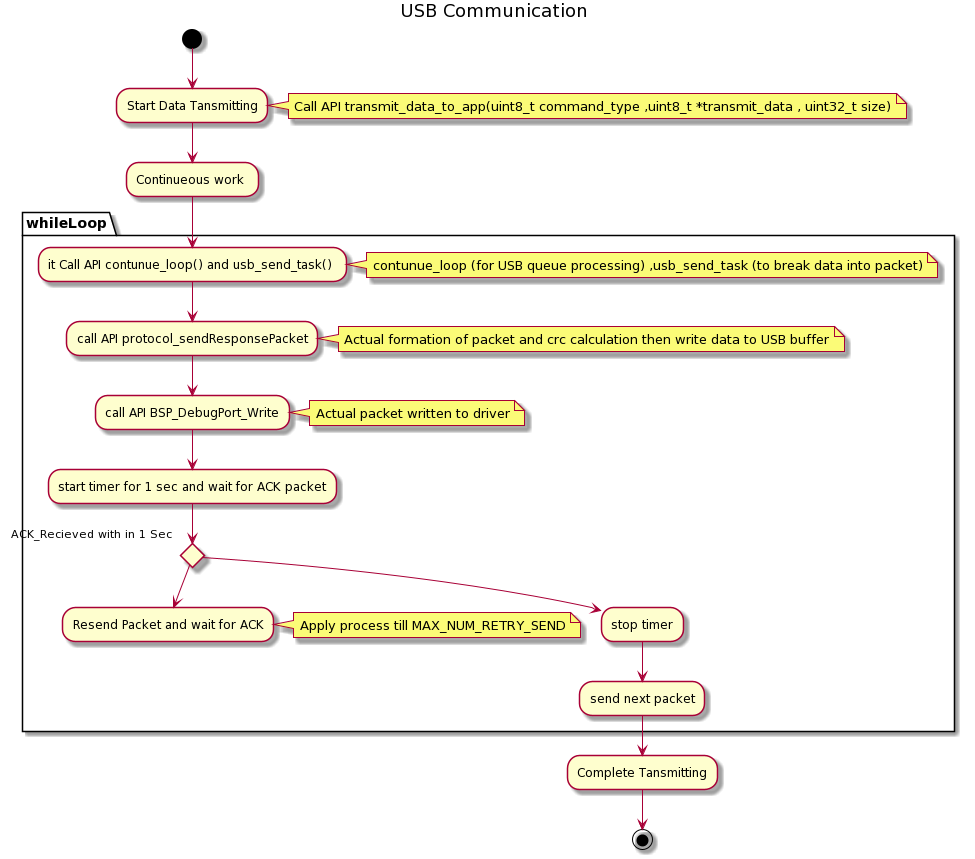 USB Communication
Start Data Tansmitting
Call API transmit_data_to_app(uint8_t command_type ,uint8_t *transmit_data , uint32_t size)
Continueous work
whileLoop
it Call API contunue_loop() and usb_send_task()
contunue_loop (for USB queue processing) ,usb_send_task (to break data into packet)
call API protocol_sendResponsePacket
Actual formation of packet and crc calculation then write data to USB buffer
call API BSP_DebugPort_Write
Actual packet written to driver
start timer for 1 sec and wait for ACK packet
ACK_Recieved with in 1 Sec
Resend Packet and wait for ACK
Apply process till MAX_NUM_RETRY_SEND
stop timer
send next packet
Complete Tansmitting